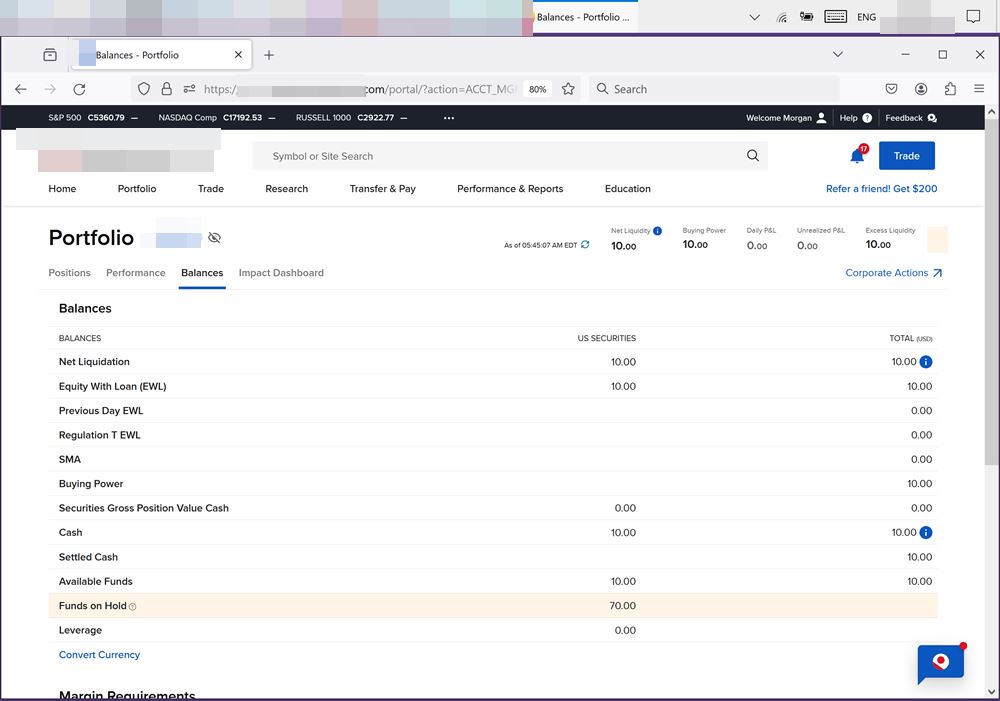 Balances - Portfolio ...
ENG
Balances - Portfolio
https:/
com/portal/?action=ACCT_MG
80%
Search
S&P 500 C5360.79 — NASDAQ Comp C17192.53 — RUSSELL 1000 C2922.77 — ...
Welcome Morgan Help ? Feedback
Symbol or Site Search
17
Trade
Home Portfolio Trade Research Transfer & Pay Performance & Reports Education
Refer a friend! Get $200
Portfolio
As of 05:45:07 AM EDT
Net Liquidity i Buying Power Daily P&L Unrealized P&L Excess Liquidity
10.00 10.00 0.00 0.00 10.00
Positions Performance Balances Impact Dashboard
Corporate Actions
Balances
BALANCES US SECURITIES TOTAL (USD)
Net Liquidation 10.00 10.00 i
Equity With Loan (EWL) 10.00 10.00
Previous Day EWL 0.00
Regulation T EWL 0.00
SMA 0.00
Buying Power 10.00
Securities Gross Position Value Cash 0.00 0.00
Cash 10.00 10.00 i
Settled Cash 10.00
Available Funds 10.00 10.00
Funds on Hold ? 70.00
Leverage 0.00
Convert Currency
Margin Requirements